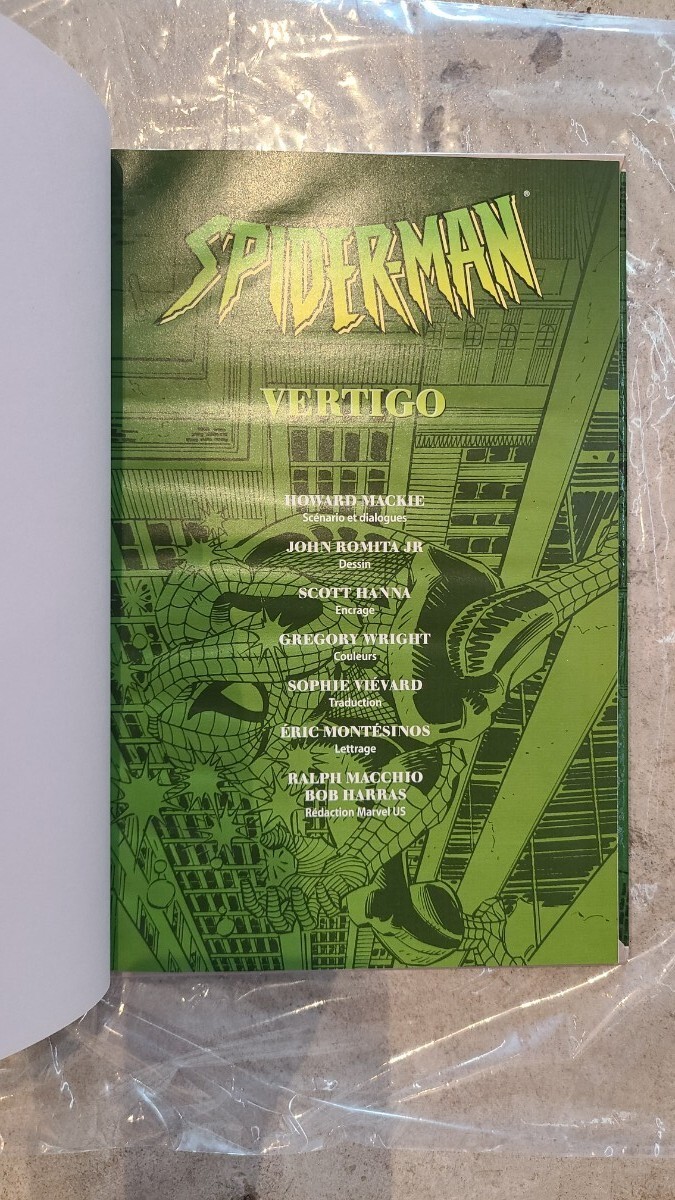 SPIDER-MAN®
VERTIGO
HOWARD MACKIE
Scénario et dialogues
JOHN ROMITA JR
Dessin
SCOTT HANNA
Encrage
GREGORY WRIGHT
Couleurs
SOPHIE VIÉVARD
Traduction
ÉRIC MONTÉSINOS
Lettrage
RALPH MACCHIO
BOB HARRAS
Rédaction Marvel US